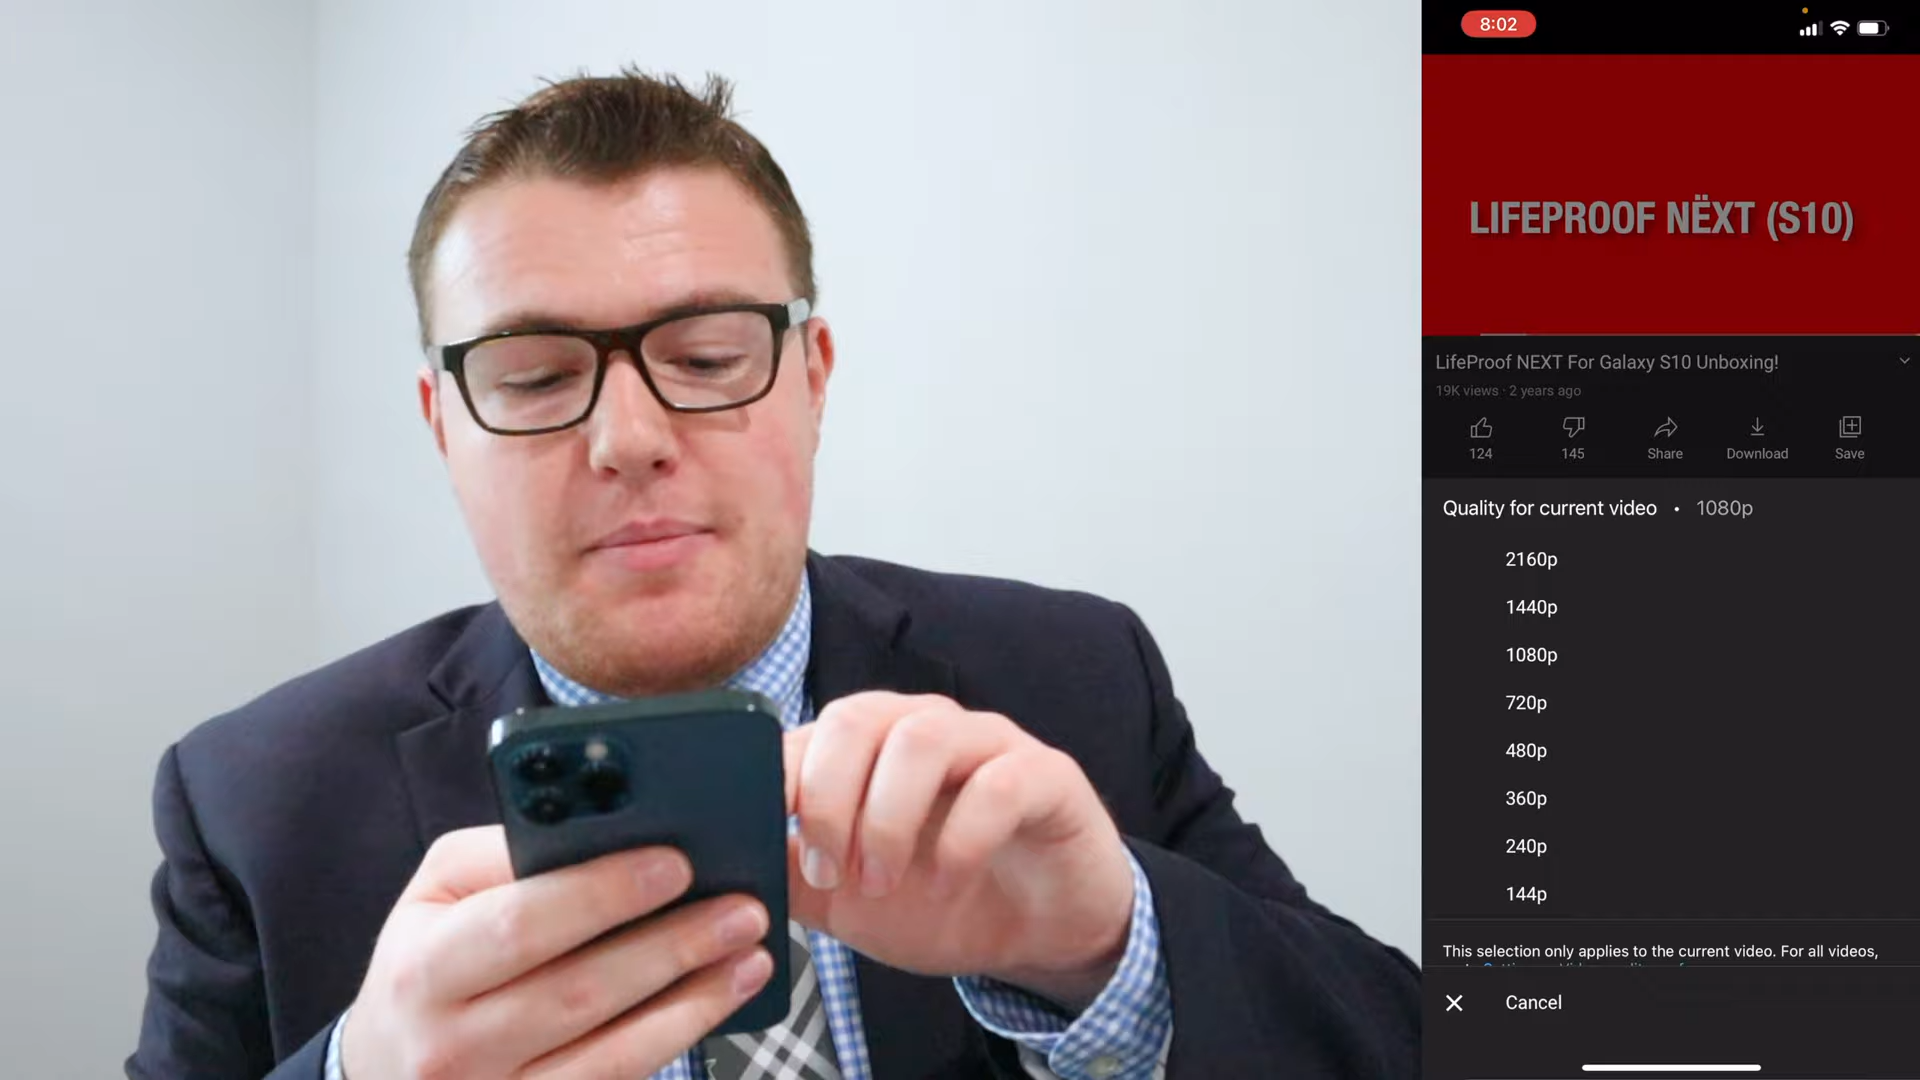 8:02
LIFEPROOF NËXT (S10)
LifeProof NEXT For Galaxy S10 Unboxing!
19K views · 2 years ago
124 145 Share Download Save
Quality for current video • 1080p
2160p
1440p
1080p
720p
480p
360p
240p
144p
This selection only applies to the current video. For all videos,
Cancel